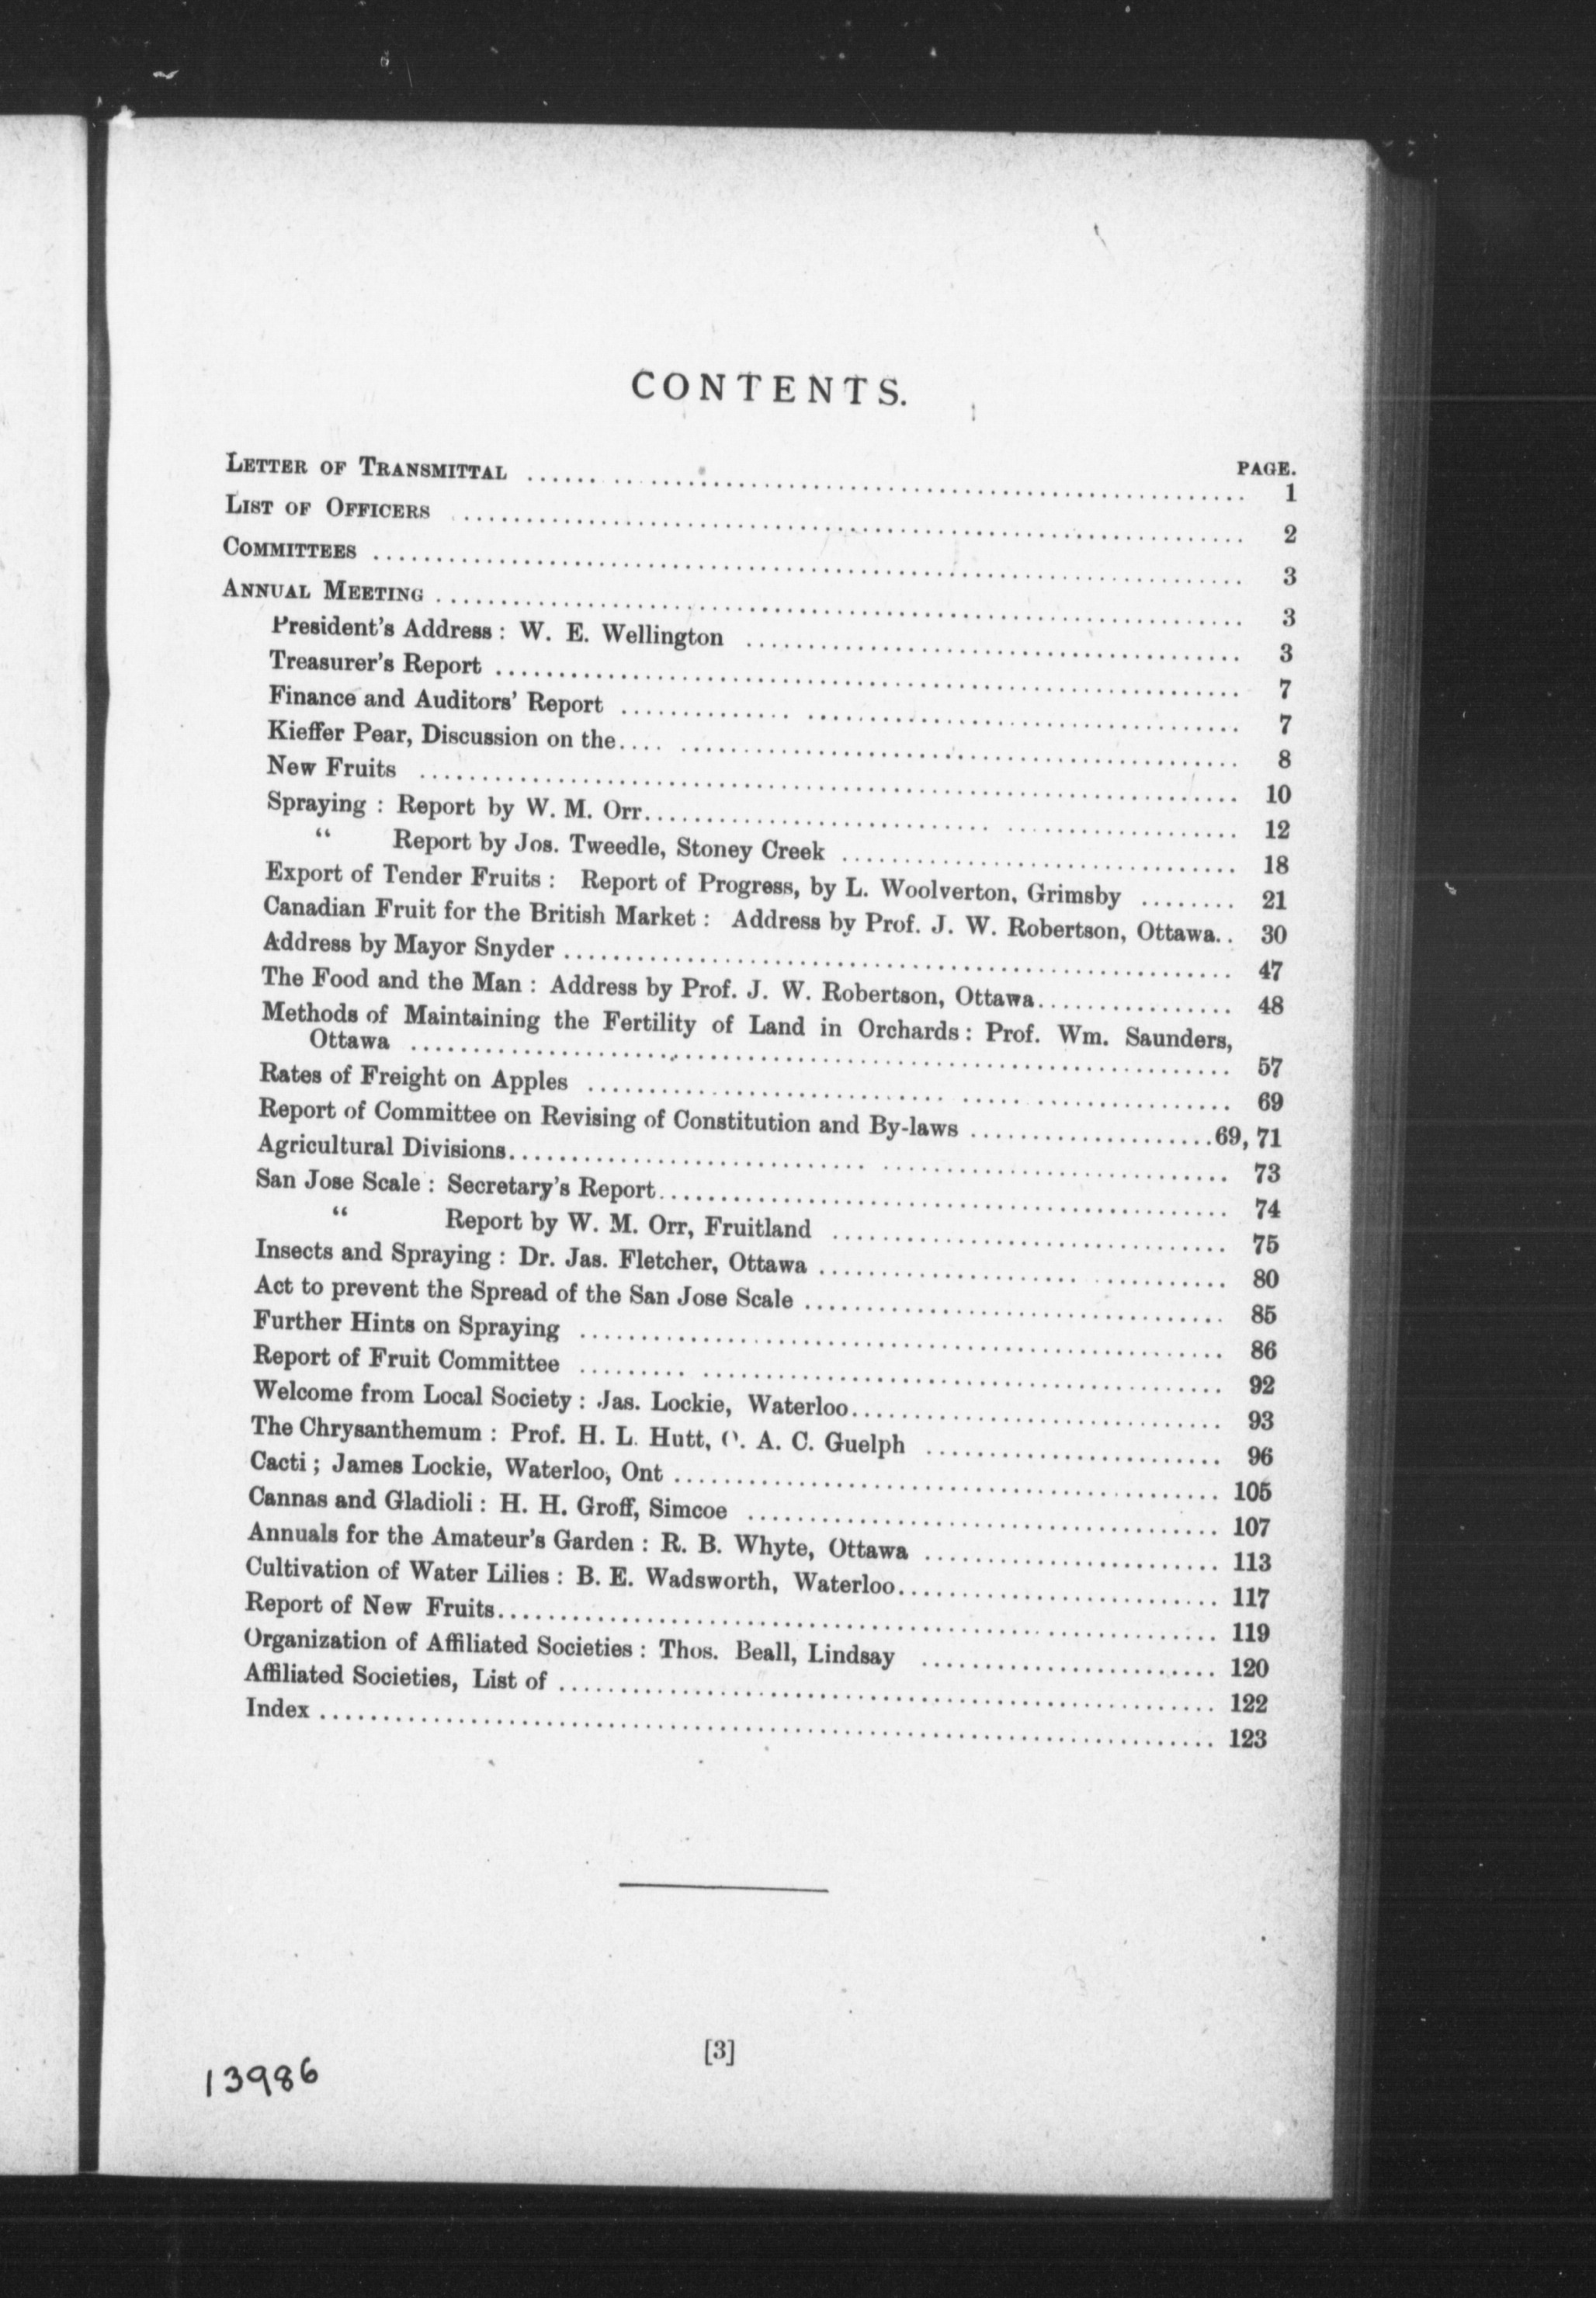 CONTENTS.
PAGE.
LETTER OF TRANSMITTAL ........ 1
LIST OF OFFICERS ........ 2
COMMITTEES ........ 3
ANNUAL MEETING ........ 3
President's Address : W. E. Wellington ........ 3
Treasurer's Report ........ 7
Finance and Auditors' Report ........ 7
Kieffer Pear, Discussion on the ........ 8
New Fruits ........ 10
Spraying : Report by W. M. Orr ........ 12
“ Report by Jos. Tweedle, Stoney Creek ........ 18
Export of Tender Fruits : Report of Progress, by L. Woolverton, Grimsby ........ 21
Canadian Fruit for the British Market : Address by Prof. J. W. Robertson, Ottawa.. 30
Address by Mayor Snyder ........ 47
The Food and the Man : Address by Prof. J. W. Robertson, Ottawa ........ 48
Methods of Maintaining the Fertility of Land in Orchards : Prof. Wm. Saunders,
Ottawa ........ 57
Rates of Freight on Apples ........ 69
Report of Committee on Revising of Constitution and By-laws ........ 69, 71
Agricultural Divisions ........ 73
San Jose Scale : Secretary's Report ........ 74
“ Report by W. M. Orr, Fruitland ........ 75
Insects and Spraying : Dr. Jas. Fletcher, Ottawa ........ 80
Act to prevent the Spread of the San Jose Scale ........ 85
Further Hints on Spraying ........ 86
Report of Fruit Committee ........ 92
Welcome from Local Society : Jas. Lockie, Waterloo ........ 93
The Chrysanthemum : Prof. H. L. Hutt, O. A. C. Guelph ........ 96
Cacti ; James Lockie, Waterloo, Ont ........ 105
Cannas and Gladioli : H. H. Groff, Simcoe ........ 107
Annuals for the Amateur's Garden : R. B. Whyte, Ottawa ........ 113
Cultivation of Water Lilies : B. E. Wadsworth, Waterloo ........ 117
Report of New Fruits ........ 119
Organization of Affiliated Societies : Thos. Beall, Lindsay ........ 120
Affiliated Societies, List of ........ 122
Index ........ 123
[3]
13986